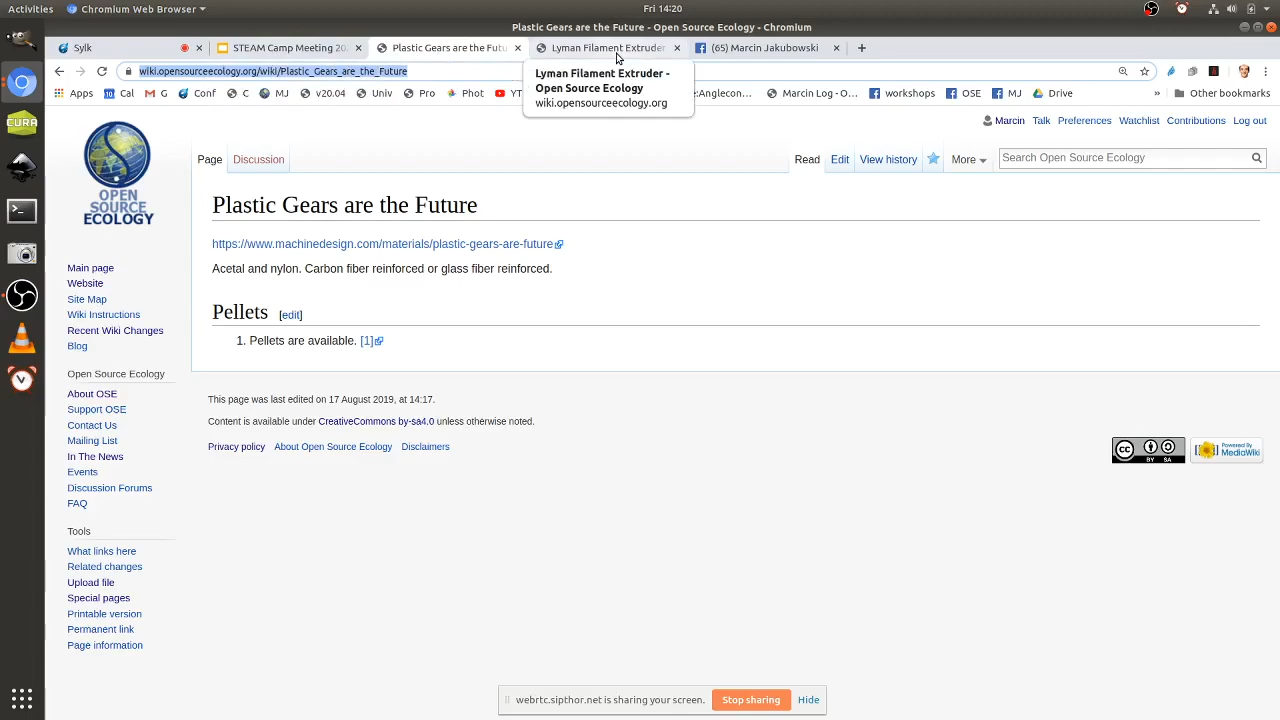 Activities
Chromium Web Browser
Fri 14:20
Plastic Gears are the Future - Open Source Ecology - Chromium
Sylk
STEAM Camp Meeting 20
Plastic Gears are the Futu
Lyman Filament Extruder
(65) Marcin Jakubowski
wiki.opensourceecology.org/wiki/Plastic_Gears_are_the_Future
Lyman Filament Extruder -
Open Source Ecology
wiki.opensourceecology.org
Apps
10 Cal
M G
Conf
C
MJ
v20.04
Univ
Pro
Phot
YT
:Anglecon...
Marcin Log - O...
workshops
OSE
MJ
Drive
»
Other bookmarks
Marcin Talk Preferences Watchlist Contributions Log out
CURA
OPEN
SOURCE
ECOLOGY
Page Discussion
Read Edit View history More
Search Open Source Ecology
Plastic Gears are the Future
https://www.machinedesign.com/materials/plastic-gears-are-future
Acetal and nylon. Carbon fiber reinforced or glass fiber reinforced.
Pellets [edit]
1. Pellets are available. [1]
This page was last edited on 17 August 2019, at 14:17.
Content is available under CreativeCommons by-sa4.0 unless otherwise noted.
Privacy policy About Open Source Ecology Disclaimers
cc BY SA
Powered By
MediaWiki
Main page
Website
Site Map
Wiki Instructions
Recent Wiki Changes
Blog
Open Source Ecology
About OSE
Support OSE
Contact Us
Mailing List
In The News
Events
Discussion Forums
FAQ
Tools
What links here
Related changes
Upload file
Special pages
Printable version
Permanent link
Page information
webrtc.sipthor.net is sharing your screen.
Stop sharing
Hide